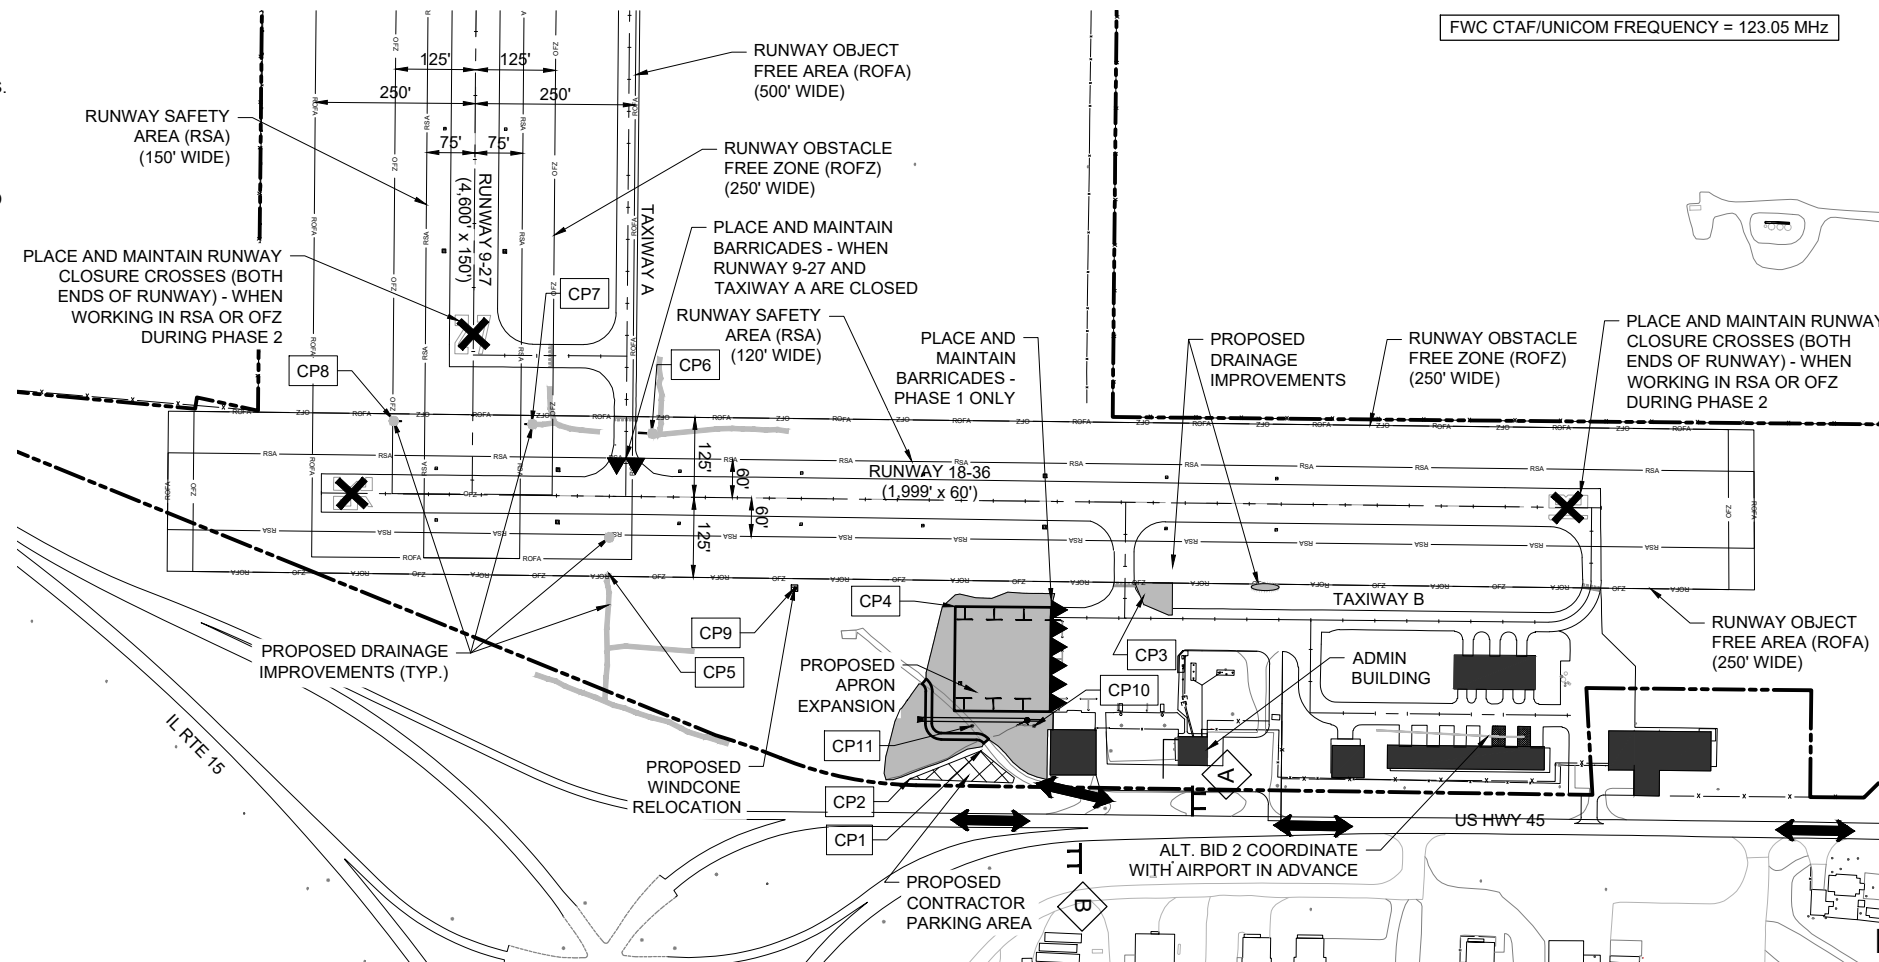 FWC CTAF/UNICOM FREQUENCY = 123.05 MHz
RUNWAY OBJECT
FREE AREA (ROFA)
(500' WIDE)
125'
125'
250'
250'
75'
75'
RUNWAY SAFETY
AREA (RSA)
(150' WIDE)
RUNWAY OBSTACLE
FREE ZONE (ROFZ)
(250' WIDE)
RUNWAY 9-27
(4,600' x 150')
TAXIWAY A
PLACE AND MAINTAIN
BARRICADES - WHEN
RUNWAY 9-27 AND
TAXIWAY A ARE CLOSED
PLACE AND MAINTAIN RUNWAY
CLOSURE CROSSES (BOTH
ENDS OF RUNWAY) - WHEN
WORKING IN RSA OR OFZ
DURING PHASE 2
CP7
CP8
CP6
RUNWAY SAFETY
AREA (RSA)
(120' WIDE)
PLACE AND
MAINTAIN
BARRICADES -
PHASE 1 ONLY
PROPOSED
DRAINAGE
IMPROVEMENTS
RUNWAY OBSTACLE
FREE ZONE (ROFZ)
(250' WIDE)
PLACE AND MAINTAIN RUNWAY
CLOSURE CROSSES (BOTH
ENDS OF RUNWAY) - WHEN
WORKING IN RSA OR OFZ
DURING PHASE 2
RUNWAY 18-36
(1,999' x 60')
125'
60'
60'
125'
CP4
CP9
CP5
CP3
CP10
CP11
CP2
CP1
TAXIWAY B
RUNWAY OBJECT
FREE AREA (ROFA)
(250' WIDE)
PROPOSED DRAINAGE
IMPROVEMENTS (TYP.)
PROPOSED
APRON
EXPANSION
ADMIN
BUILDING
IL RTE 15
PROPOSED
WINDCONE
RELOCATION
A
US HWY 45
ALT. BID 2 COORDINATE
WITH AIRPORT IN ADVANCE
PROPOSED
CONTRACTOR
PARKING AREA
B